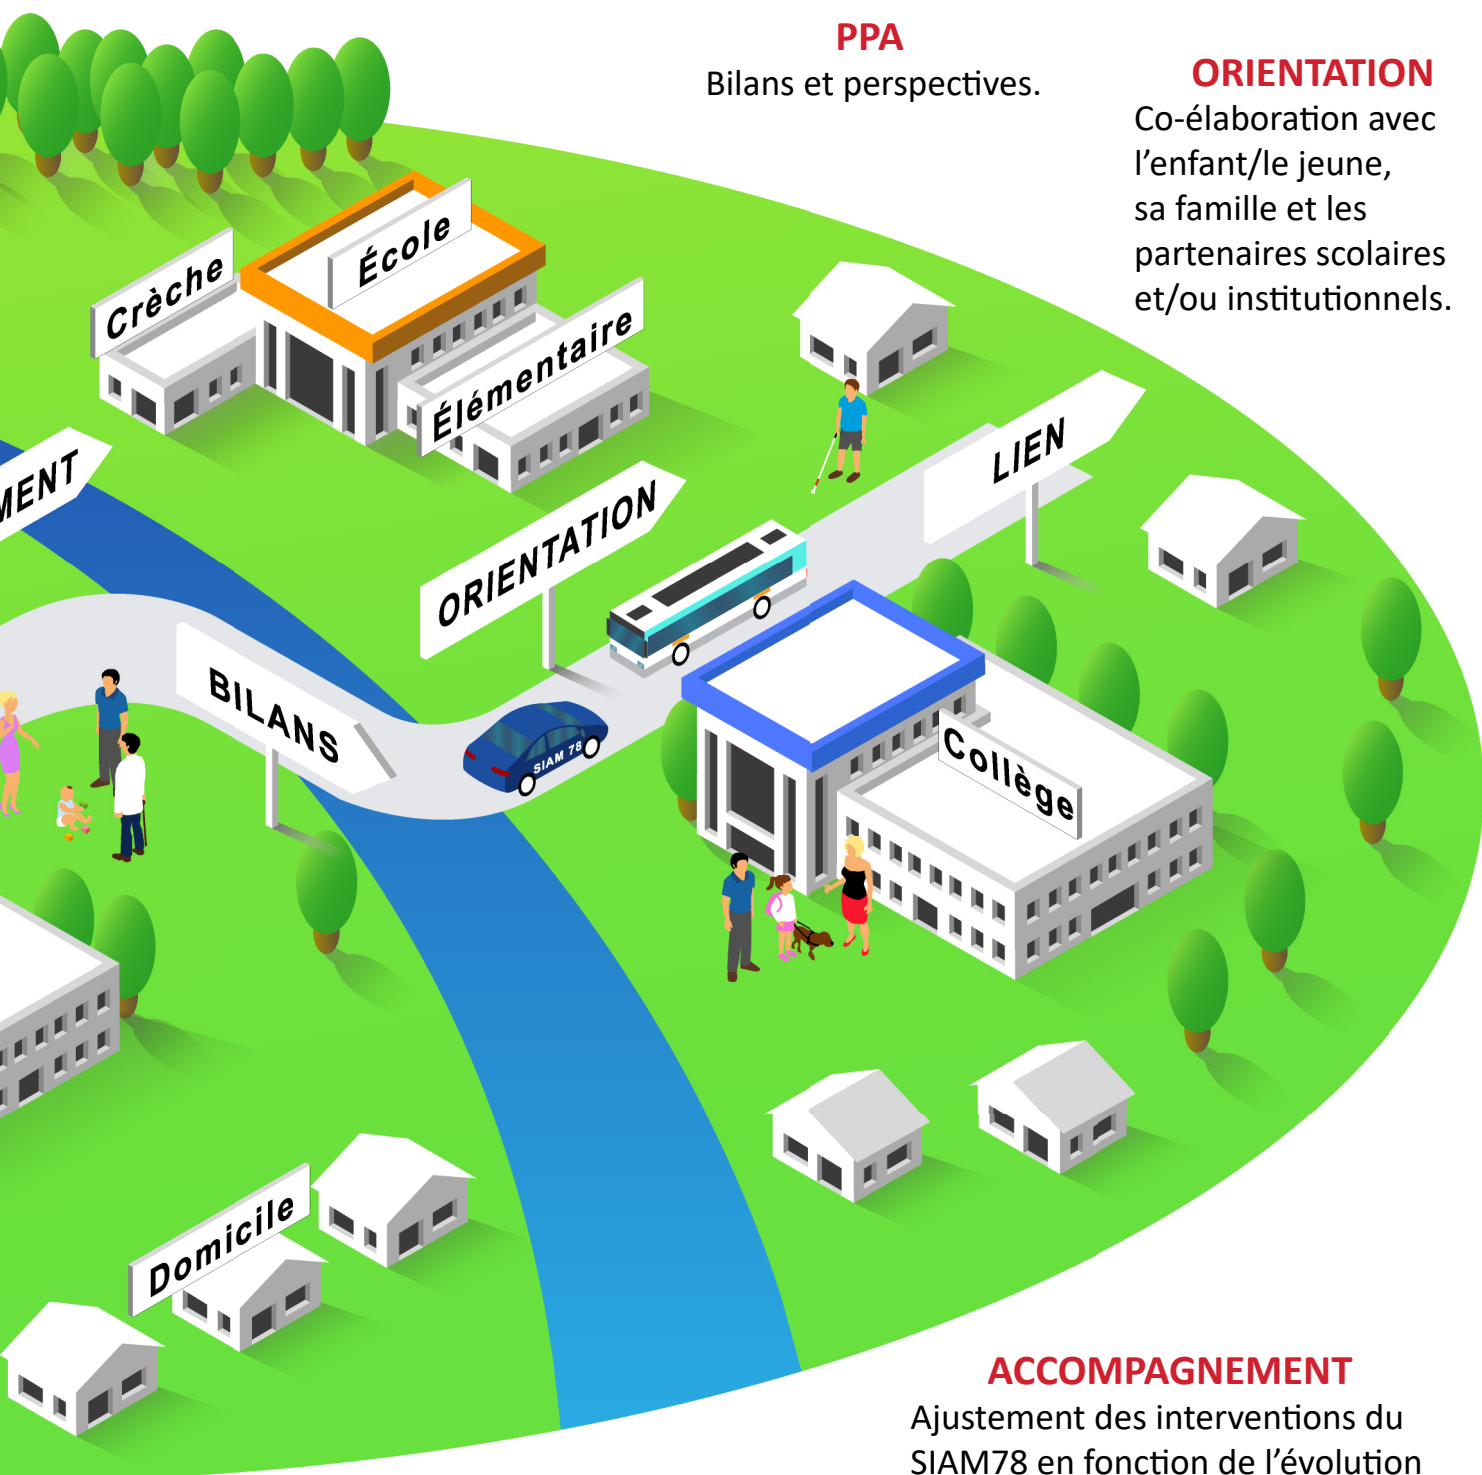 PPA
Bilans et perspectives.
ORIENTATION
Co-élaboration avec
l’enfant/le jeune,
sa famille et les
partenaires scolaires
et/ou institutionnels.
École
Crèche
Élémentaire
LIEN
MENT
ORIENTATION
BILANS
SIAM 78
Collège
Domicile
ACCOMPAGNEMENT
Ajustement des interventions du
SIAM78 en fonction de l’évolution